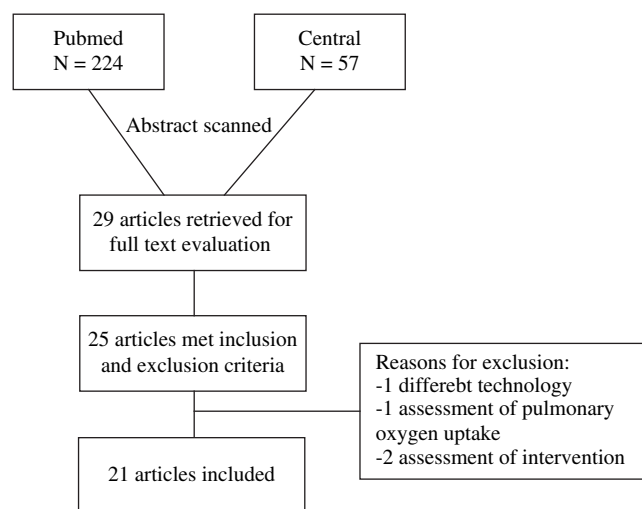 Pubmed
N = 224
Central
N = 57
Abstract scanned
29 articles retrieved for
full text evaluation
25 articles met inclusion
and exclusion criteria
Reasons for exclusion:
-1 differebt technology
-1 assessment of pulmonary
oxygen uptake
-2 assessment of intervention
21 articles included